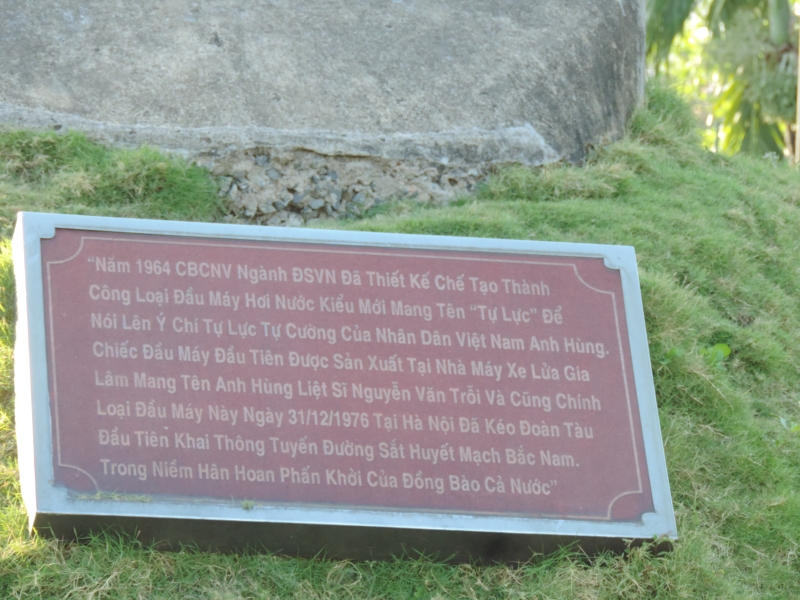 “Năm 1964 CBCNV Ngành ĐSVN Đã Thiết Kế Chế Tạo Thành
Công Loại Đầu Máy Hơi Nước Kiểu Mới Mang Tên “Tự Lực” Để
Nói Lên Ý Chí Tự Lực Tự Cường Của Nhân Dân Việt Nam Anh Hùng.
Chiếc Đầu Máy Đầu Tiên Được Sản Xuất Tại Nhà Máy Xe Lửa Gia
Lâm Mang Tên Anh Hùng Liệt Sĩ Nguyễn Văn Trỗi Và Cũng Chính
Loại Đầu Máy Này Ngày 31/12/1976 Tại Hà Nội Đã Kéo Đoàn Tàu
Đầu Tiên Khai Thông Tuyến Đường Sắt Huyết Mạch Bắc Nam.
Trong Niềm Hân Hoan Phấn Khởi Của Đồng Bào Cả Nước”